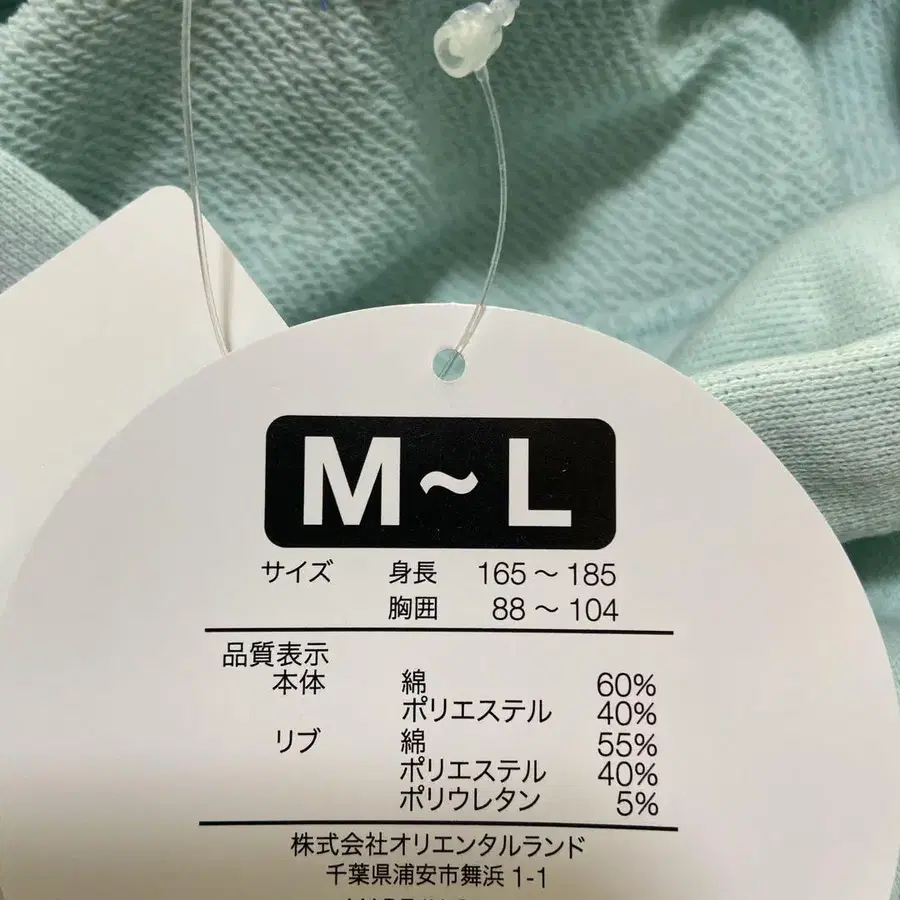 M~L
サイズ 身長 165～185
胸囲 88～104
品質表示
本体 綿 60%
ポリエステル 40%
リブ 綿 55%
ポリエステル 40%
ポリウレタン 5%
株式会社オリエンタルランド
千葉県浦安市舞浜 1-1